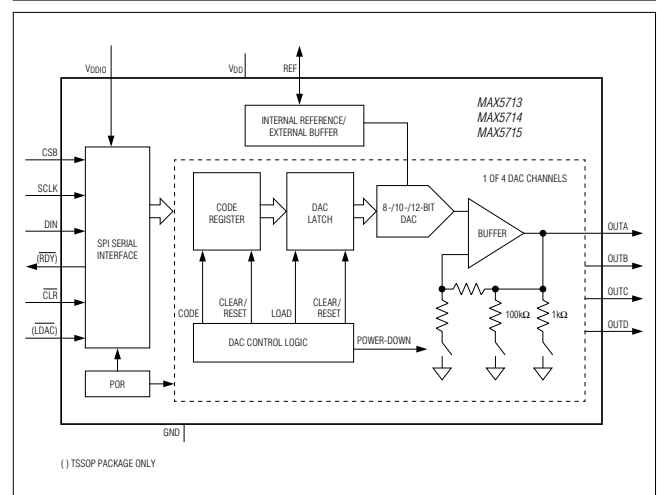 VDDIO
VDD
REF
MAX5713
MAX5714
MAX5715
INTERNAL REFERENCE/
EXTERNAL BUFFER
CSB
SCLK
DIN
(RDY)
CLR
(LDAC)
SPI SERIAL
INTERFACE
POR
1 OF 4 DAC CHANNELS
CODE
REGISTER
DAC
LATCH
8-/10-/12-BIT
DAC
BUFFER
OUTA
OUTB
OUTC
OUTD
CODE
CLEAR/
RESET
LOAD
CLEAR/
RESET
100kΩ
1kΩ
DAC CONTROL LOGIC
POWER-DOWN
GND
( ) TSSOP PACKAGE ONLY